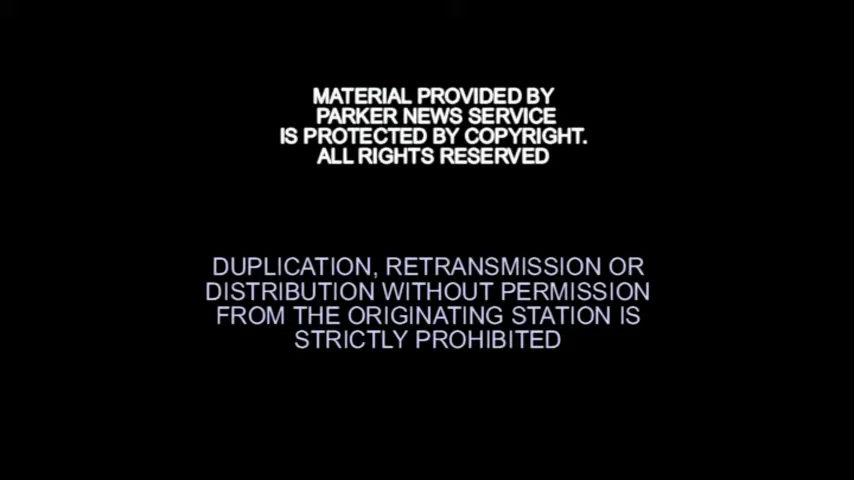 MATERIAL PROVIDED BY
PARKER NEWS SERVICE
IS PROTECTED BY COPYRIGHT.
ALL RIGHTS RESERVED
DUPLICATION, RETRANSMISSION OR
DISTRIBUTION WITHOUT PERMISSION
FROM THE ORIGINATING STATION IS
STRICTLY PROHIBITED